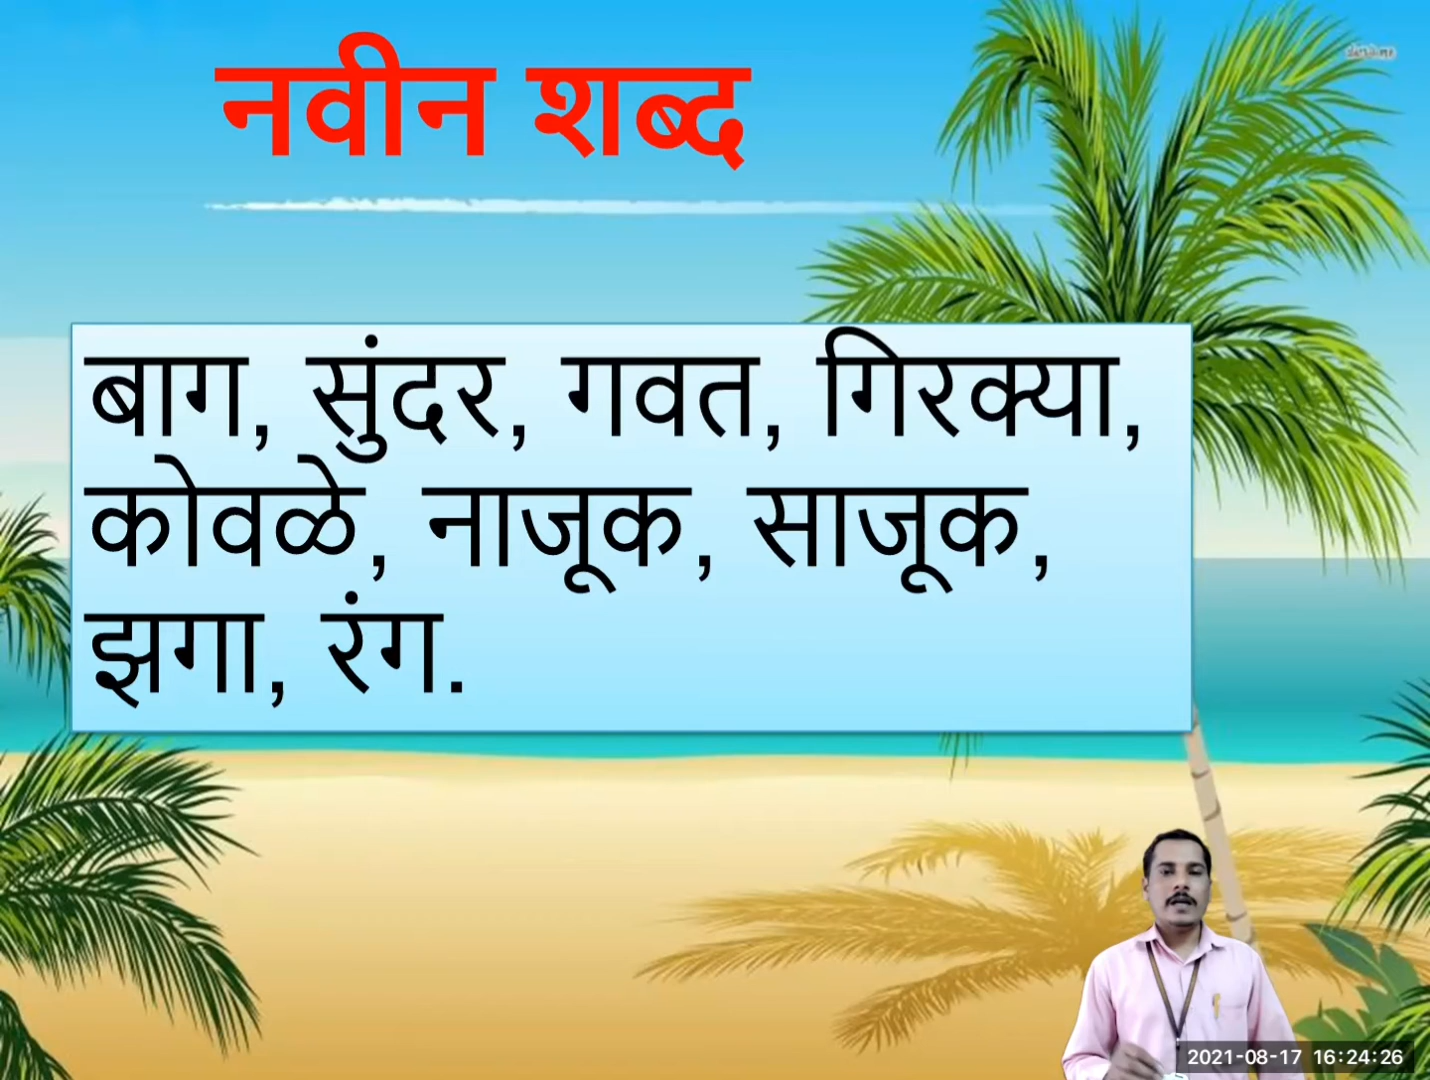 नवीन शब्द
बाग, सुंदर, गवत, गिरक्या,
कोवळे, नाजूक, साजूक,
झगा, रंग.
2021-08-17 16:24:26